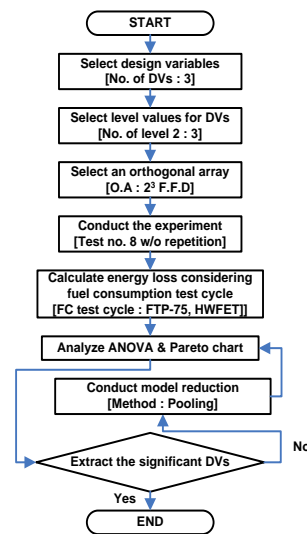 START
Select design variables
[No. of DVs : 3]
Select level values for DVs
[No. of level 2 : 3]
Select an orthogonal array
[O.A : 2³ F.F.D]
Conduct the experiment
[Test no. 8 w/o repetition]
Calculate energy loss considering
fuel consumption test cycle
[FC test cycle : FTP-75, HWFET]]
Analyze ANOVA & Pareto chart
Conduct model reduction
[Method : Pooling]
No
Extract the significant DVs
Yes
END